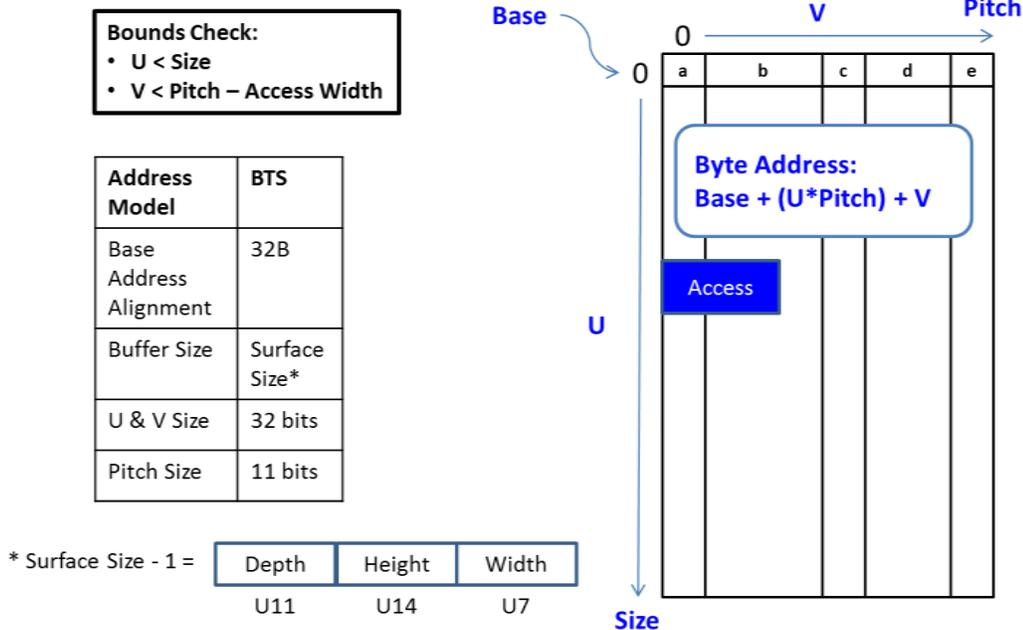 Bounds Check:
• U < Size
• V < Pitch – Access Width
Address Model BTS
Base Address Alignment 32B
Buffer Size Surface Size*
U & V Size 32 bits
Pitch Size 11 bits
* Surface Size - 1 = Depth Height Width
U11 U14 U7
Base V Pitch
0
0 a b c d e
Byte Address:
Base + (U*Pitch) + V
Access
U
Size